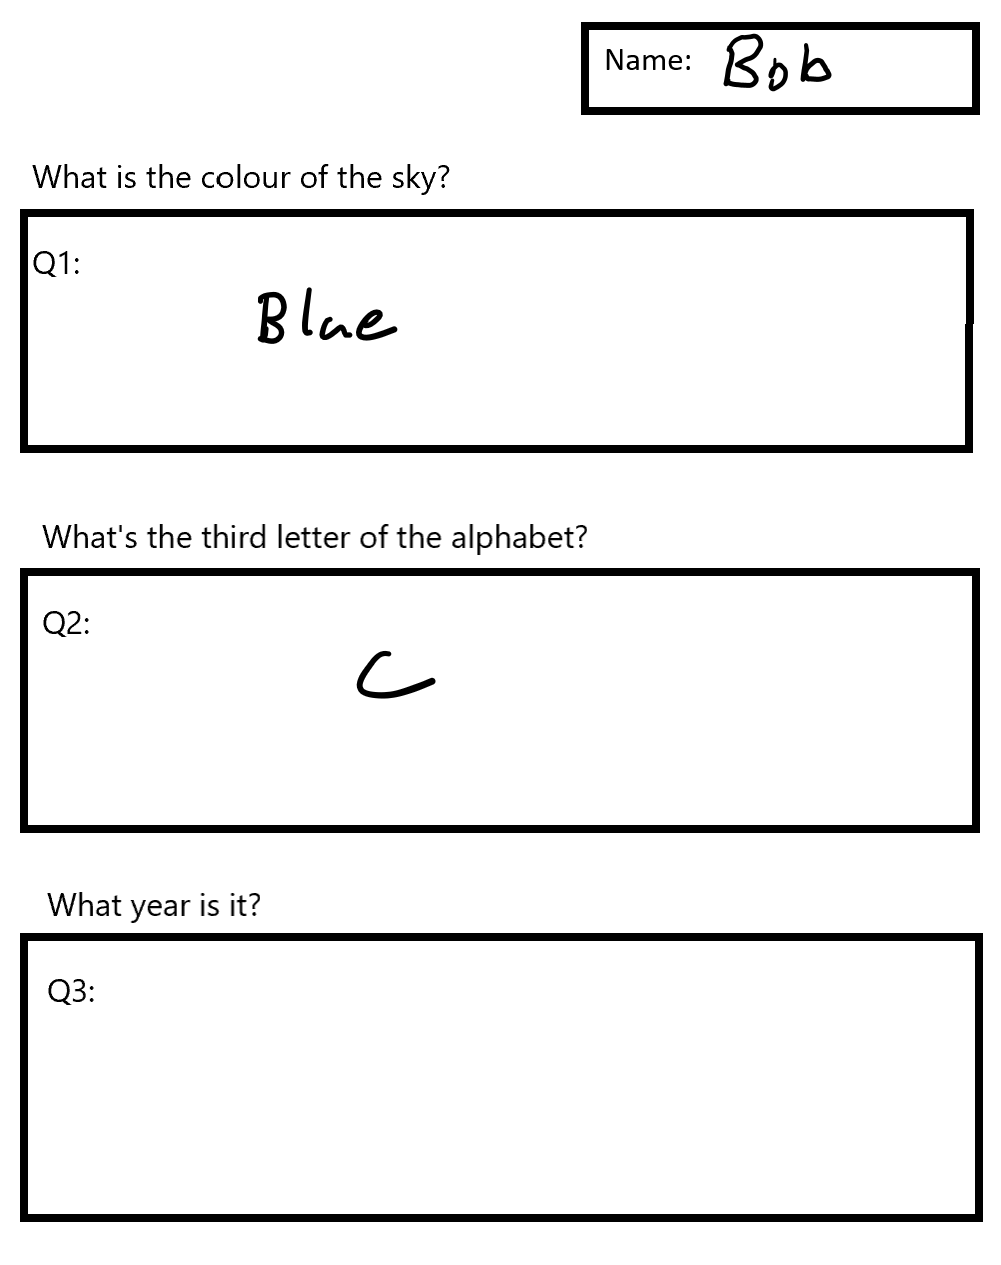 Name: Bob
What is the colour of the sky?
Q1:
Blue
What's the third letter of the alphabet?
Q2:
C
What year is it?
Q3: